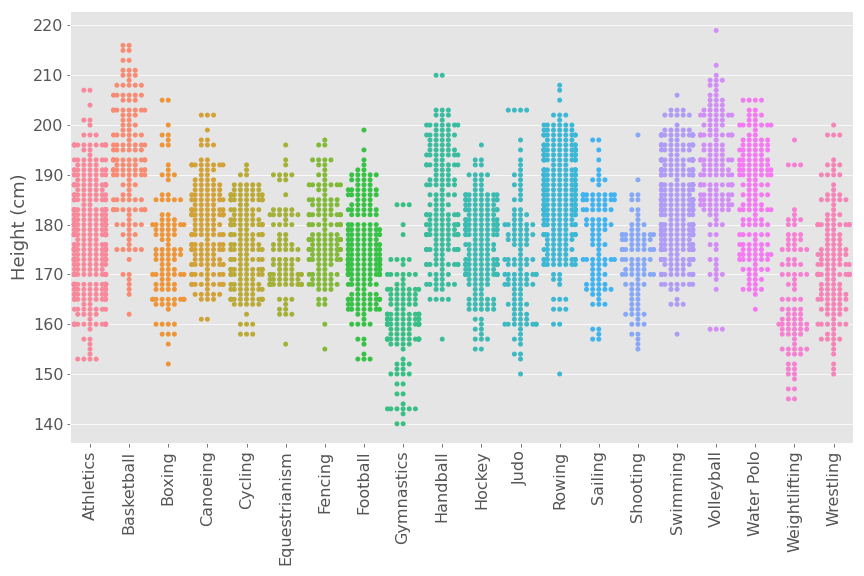 220
210
200
190
180
170
160
150
140
Height (cm)
Athletics
Basketball
Boxing
Canoeing
Cycling
Equestrianism
Fencing
Football
Gymnastics
Handball
Hockey
Judo
Rowing
Sailing
Shooting
Swimming
Volleyball
Water Polo
Weightlifting
Wrestling